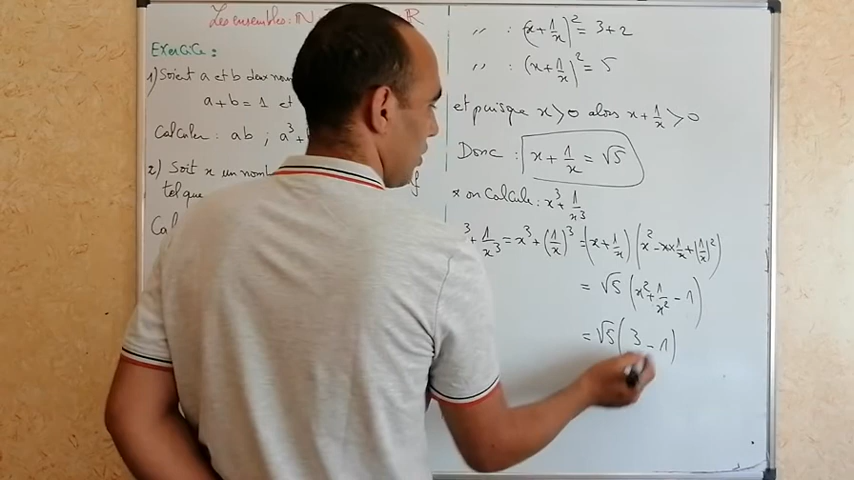 Les ensembles: ℕ ℝ
Exercice:
1) Soient a et b deux
a+b=1 et
Calculer: ab ; a³+
2) Soit x un
tel que
〃 : (x+1/x)²=3+2
〃 : (x+1/x)²=5
et puisque x>0 alors x+1/x>0
Donc : x+1/x=√5
* on Calcule: x³+1/x³
³+1/x³=x³+(1/x)³=(x+1/x)(x²-x×1/x+(1/x)²)
=√5(x²+1/x²-1)
=√5(3-1)